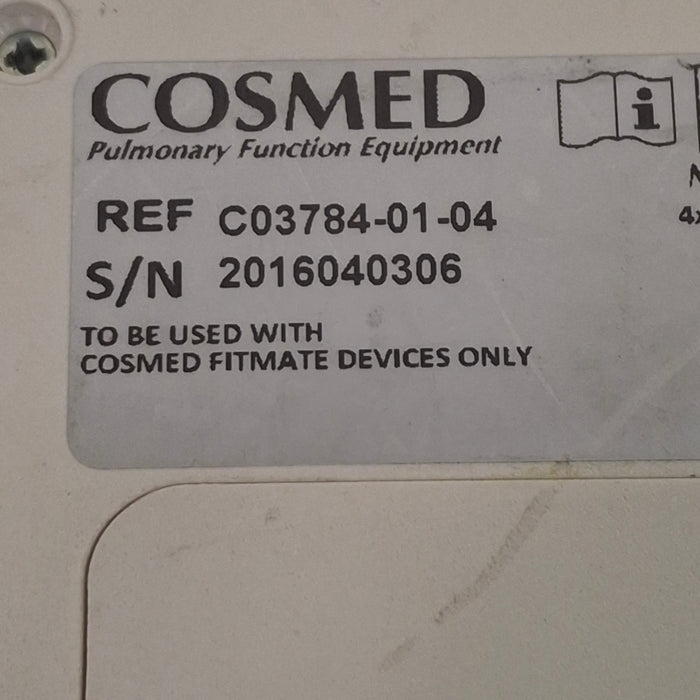 COSMED
Pulmonary Function Equipment
i
REF C03784-01-04
S/N 2016040306
TO BE USED WITH
COSMED FITMATE DEVICES ONLY